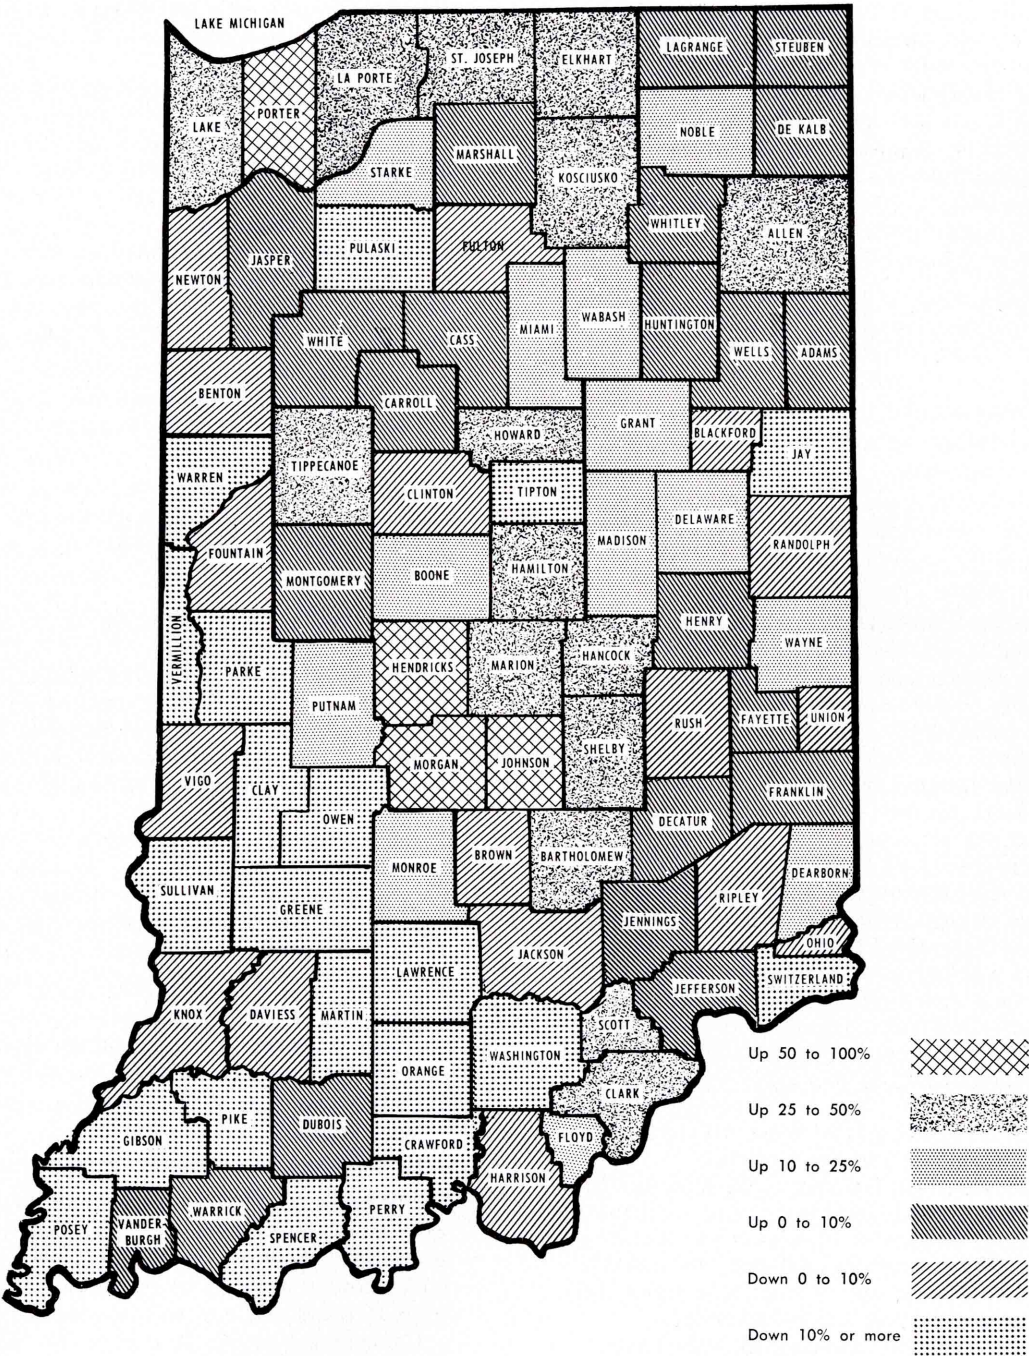 LAKE MICHIGAN
LAGRANGE
STEUBEN
ST. JOSEPH
ELKHART
LA PORTE
PORTER
LAKE
NOBLE
DE KALB
MARSHALL
STARKE
KOSCIUSKO
WHITLEY
ALLEN
PULASKI
FULTON
JASPER
NEWTON
WABASH
HUNTINGTON
MIAMI
WHITE
CASS
WELLS
ADAMS
BENTON
CARROLL
GRANT
BLACKFORD
HOWARD
JAY
TIPPECANOE
WARREN
CLINTON
TIPTON
DELAWARE
MADISON
RANDOLPH
FOUNTAIN
MONTGOMERY
BOONE
HAMILTON
HENRY
WAYNE
VERMILLION
PARKE
HENDRICKS
MARION
HANCOCK
PUTNAM
RUSH
FAYETTE
UNION
SHELBY
MORGAN
JOHNSON
VIGO
CLAY
FRANKLIN
OWEN
DECATUR
BROWN
BARTHOLOMEW
MONROE
DEARBORN
SULLIVAN
GREENE
RIPLEY
JENNINGS
OHIO
JACKSON
LAWRENCE
SWITZERLAND
JEFFERSON
KNOX
DAVIESS
MARTIN
SCOTT
WASHINGTON
ORANGE
CLARK
PIKE
DUBOIS
GIBSON
FLOYD
CRAWFORD
HARRISON
PERRY
WARRICK
POSEY
VANDER-
BURGH
SPENCER
Up 50 to 100%
Up 25 to 50%
Up 10 to 25%
Up 0 to 10%
Down 0 to 10%
Down 10% or more